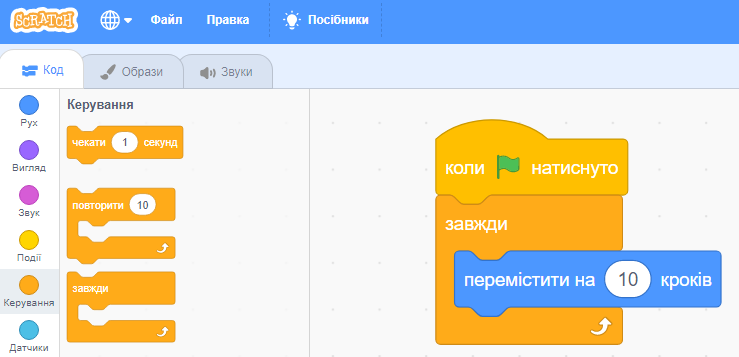 SCRATCH Файл Правка Посібники
Код Образи Звуки
Рух
Вигляд
Звук
Події
Керування
Датчики
Керування
чекати 1 секунд
повторити 10
завжди
коли натиснуто
завжди
перемістити на 10 кроків